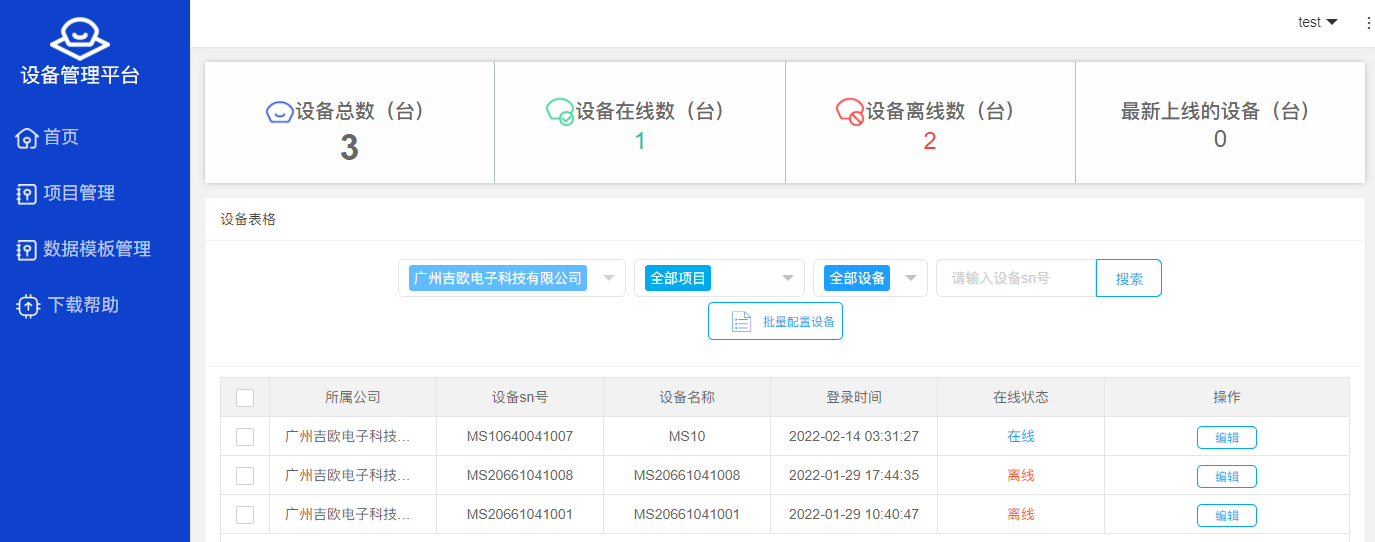 test
设备管理平台
首页
项目管理
数据模板管理
下载帮助
设备总数（台）
3
设备在线数（台）
1
设备离线数（台）
2
最新上线的设备（台）
0
设备表格
广州吉欧电子科技有限公司 全部项目 全部设备 请输入设备sn号 搜索
批量配置设备
所属公司 设备sn号 设备名称 登录时间 在线状态 操作
广州吉欧电子科技... MS10640041007 MS10 2022-02-14 03:31:27 在线 编辑
广州吉欧电子科技... MS20661041008 MS20661041008 2022-01-29 17:44:35 离线 编辑
广州吉欧电子科技... MS20661041001 MS20661041001 2022-01-29 10:40:47 离线 编辑